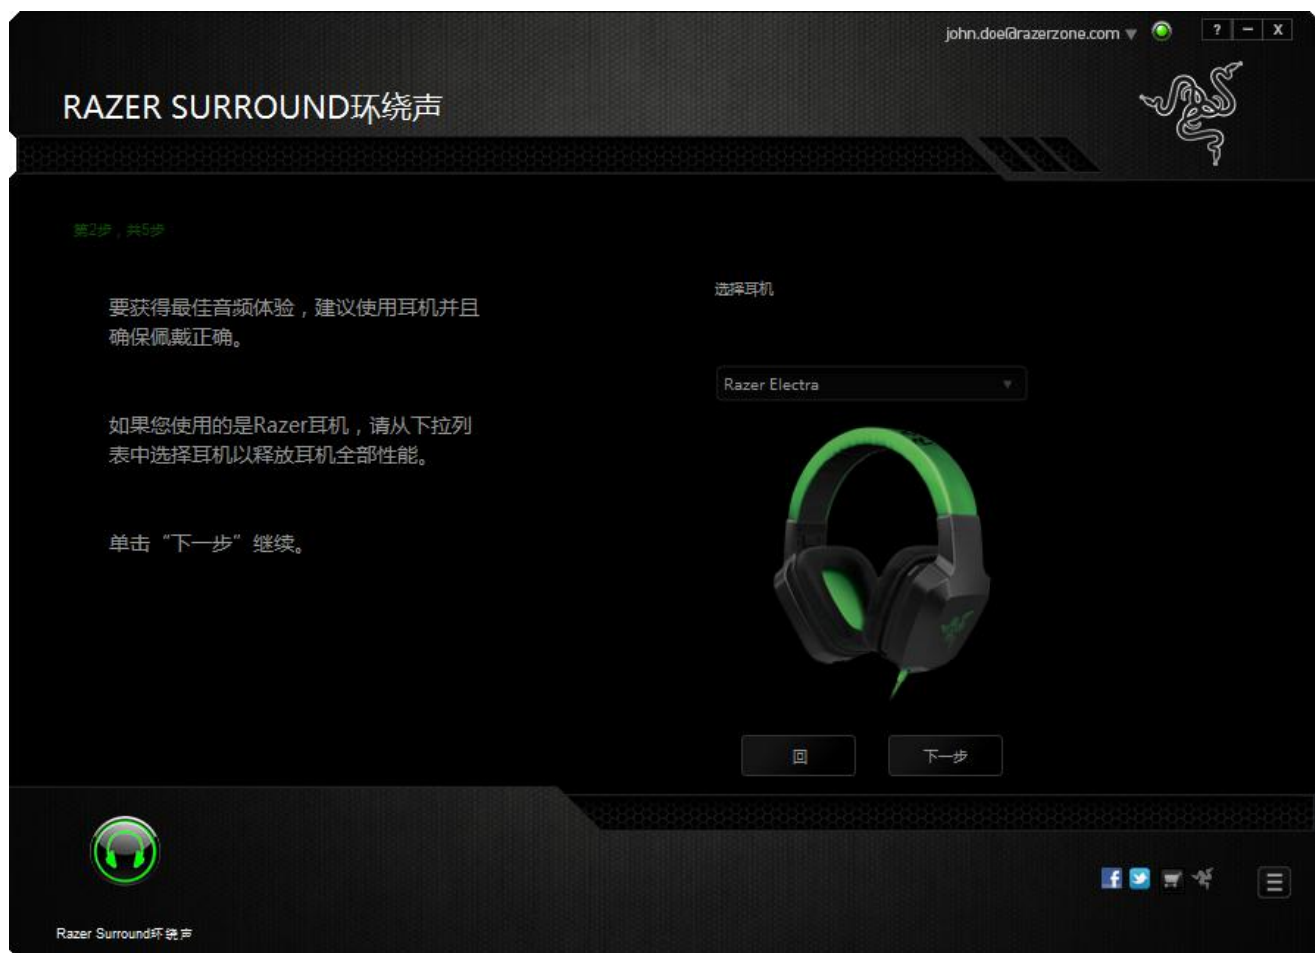 john.doe@razerzone.com
? – X
RAZER SURROUND环绕声
第2步，共5步
要获得最佳音频体验，建议使用耳机并且
确保佩戴正确。
如果您使用的是Razer耳机，请从下拉列
表中选择耳机以释放耳机全部性能。
单击“下一步”继续。
选择耳机
Razer Electra
回
下一步
Razer Surround环绕声